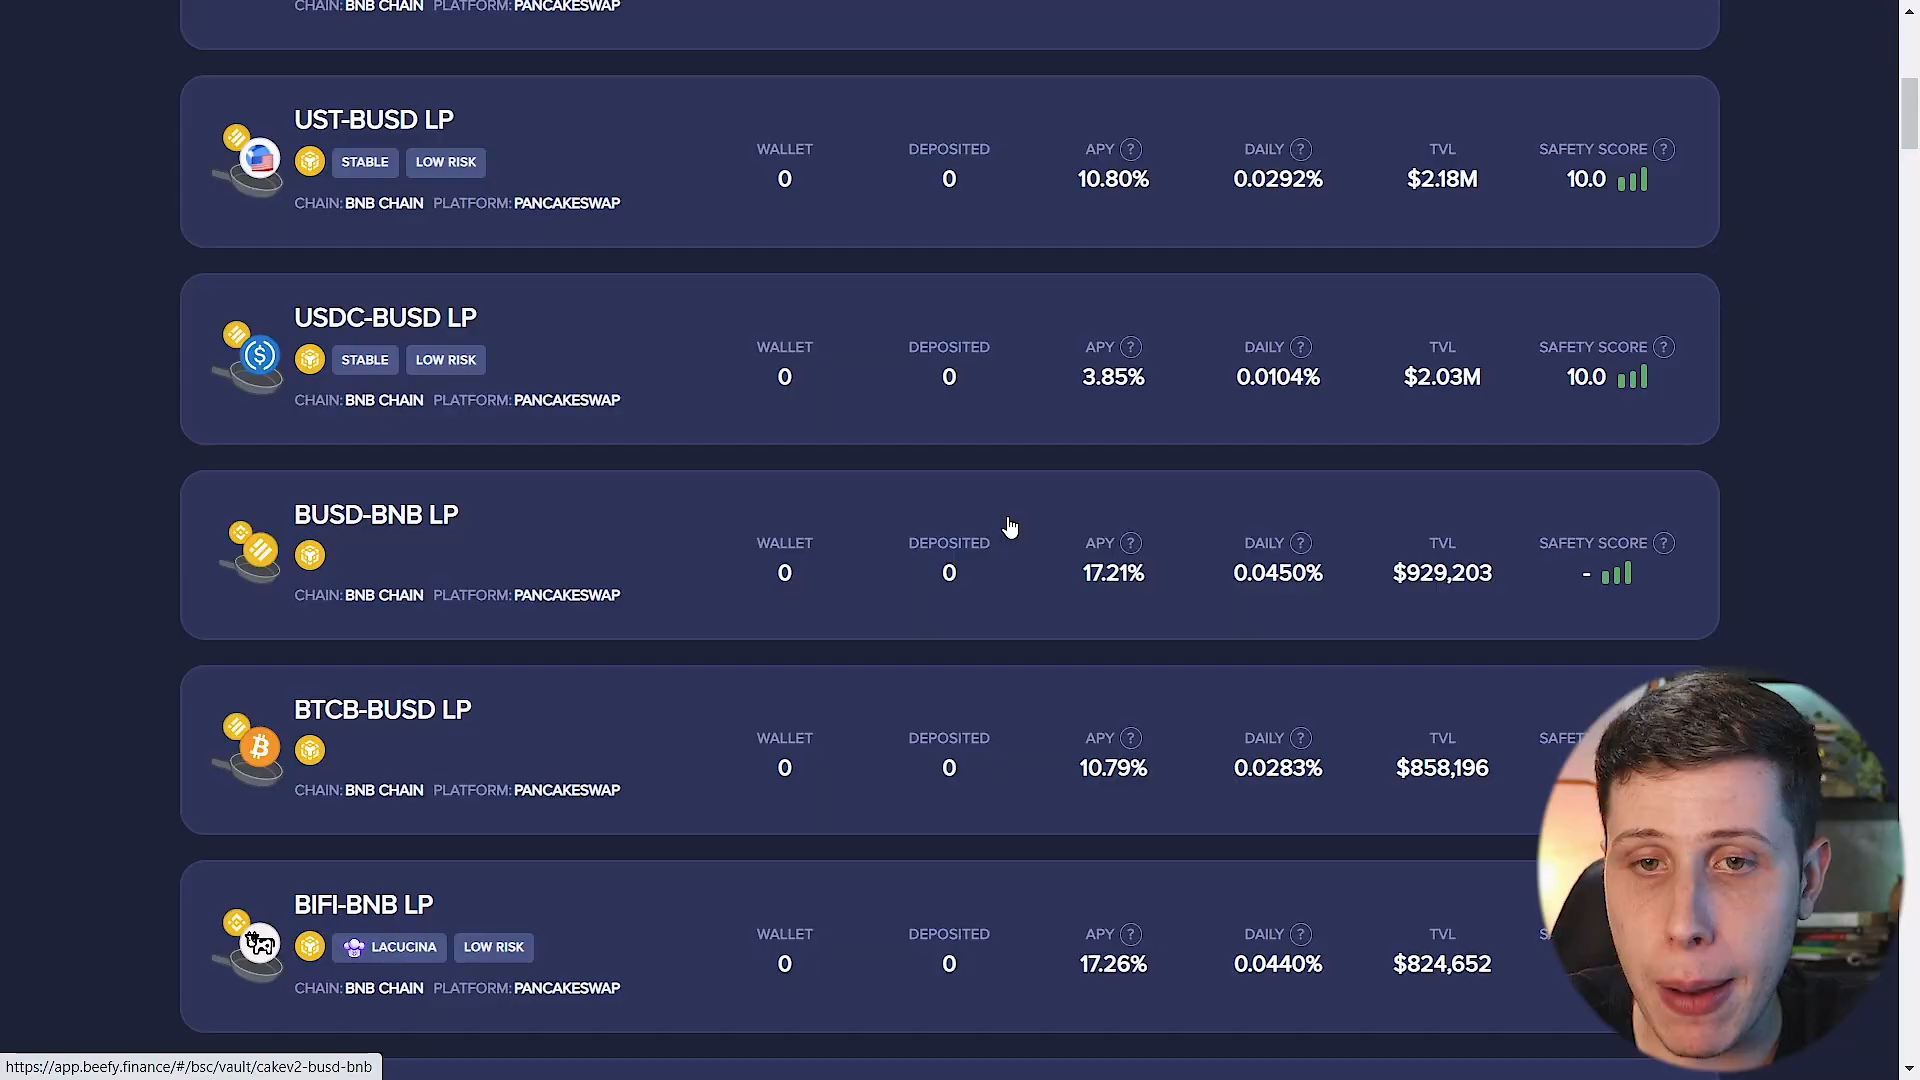 CHAIN: BNB CHAIN PLATFORM: PANCAKESWAP
UST-BUSD LP
STABLE LOW RISK
CHAIN: BNB CHAIN PLATFORM: PANCAKESWAP
WALLET DEPOSITED APY ? DAILY ? TVL SAFETY SCORE ?
0 0 10.80% 0.0292% $2.18M 10.0
USDC-BUSD LP
STABLE LOW RISK
CHAIN: BNB CHAIN PLATFORM: PANCAKESWAP
WALLET DEPOSITED APY ? DAILY ? TVL SAFETY SCORE ?
0 0 3.85% 0.0104% $2.03M 10.0
BUSD-BNB LP
CHAIN: BNB CHAIN PLATFORM: PANCAKESWAP
WALLET DEPOSITED APY ? DAILY ? TVL SAFETY SCORE ?
0 0 17.21% 0.0450% $929,203 -
BTCB-BUSD LP
CHAIN: BNB CHAIN PLATFORM: PANCAKESWAP
WALLET DEPOSITED APY ? DAILY ? TVL SAFET
0 0 10.79% 0.0283% $858,196
BIFI-BNB LP
LACUCINA LOW RISK
CHAIN: BNB CHAIN PLATFORM: PANCAKESWAP
WALLET DEPOSITED APY ? DAILY ? TVL
0 0 17.26% 0.0440% $824,652
https://app.beefy.finance/#/bsc/vault/cakev2-busd-bnb